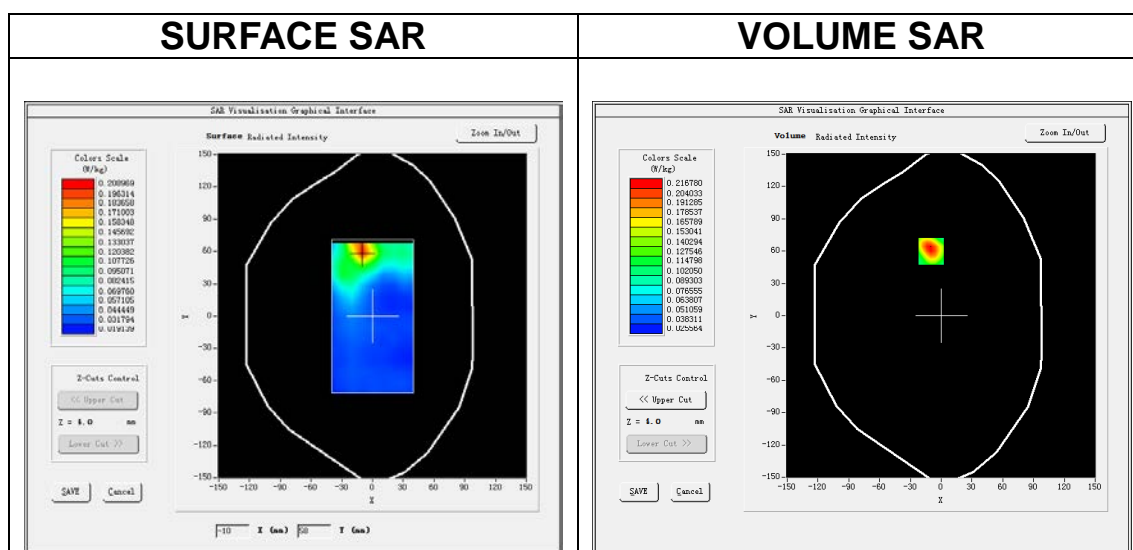 SURFACE SAR
VOLUME SAR
SAR Visualisation Graphical Interface
Surface Radiated Intensity
Zoom In/Out
Colors Scale
(W/kg)
0.208969
0.196314
0.183658
0.171003
0.158348
0.145692
0.133037
0.120382
0.107726
0.095071
0.082415
0.069760
0.057105
0.044449
0.031794
0.019139
150
120
90
60
30
0
-30
-60
-90
-120
-150
Y
-150 -120 -90 -60 -30 0 30 60 90 120 150
X
Z-Cuts Control
<< Upper Cut
Z = 4.0 mm
Lower Cut >>
SAVE
Cancel
-10 X (mm) 58 Y (mm)
SAR Visualisation Graphical Interface
Volume Radiated Intensity
Zoom In/Out
Colors Scale
(W/kg)
0.216780
0.204033
0.191285
0.178537
0.165789
0.153041
0.140294
0.127546
0.114798
0.102050
0.089303
0.076555
0.063807
0.051059
0.038311
0.025564
150
120
90
60
30
0
-30
-60
-90
-120
-150
Y
-150 -120 -90 -60 -30 0 30 60 90 120 150
X
Z-Cuts Control
<< Upper Cut
Z = 4.0 mm
Lower Cut >>
SAVE
Cancel